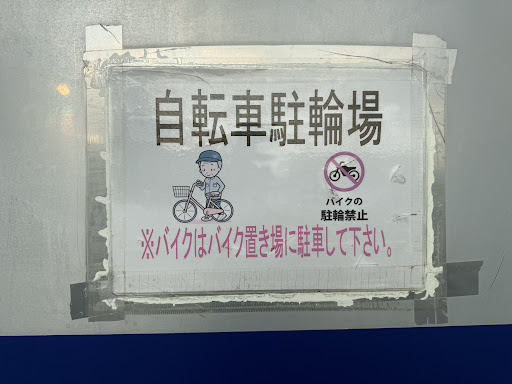 自転車駐輪場
バイクの
駐輪禁止
※バイクはバイク置き場に駐車して下さい。